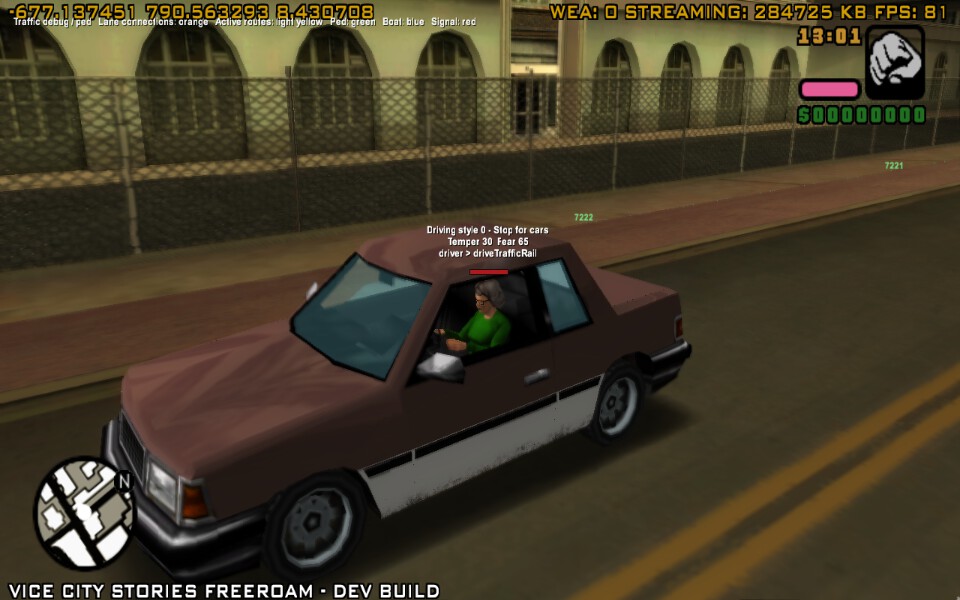 -677.137451 790.563293 8.430708
WEA: 0 STREAMING: 284725 KB FPS: 81
Traffic debug / ped Lane connections: orange Active routes: light yellow Ped: green Boat: blue Signal: red
13:01
$00000000
7221
7222
Driving style 0 - Stop for cars
Temper 30 Fear 65
driver > driveTrafficRail
N
VICE CITY STORIES FREEROAM - DEV BUILD